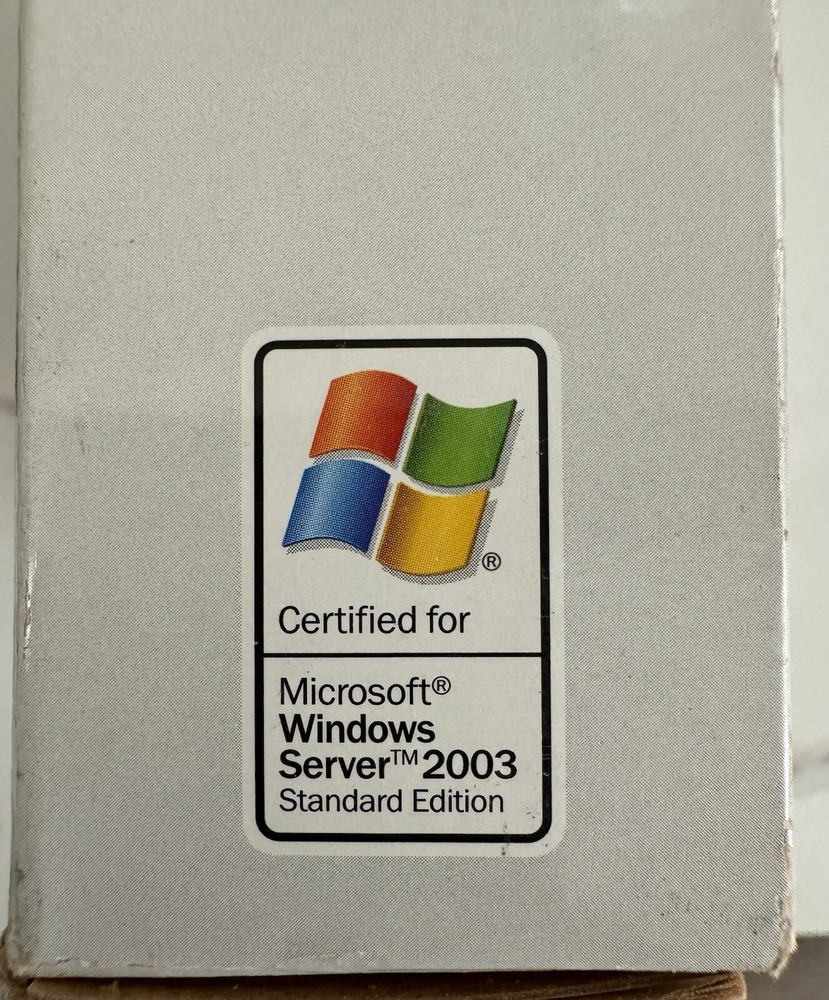 ®
Certified for
Microsoft®
Windows
Server™ 2003
Standard Edition